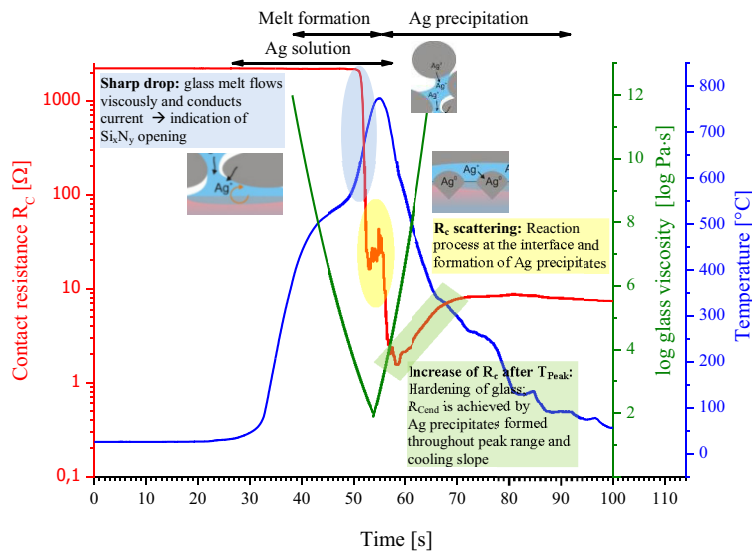 Melt formation
Ag precipitation
Ag solution
Sharp drop: glass melt flows
viscously and conducts
current → indication of
SixNy opening
Ag+
Ag0
Ag+
Ag+
Ag+
Ag0
Ag0
Rc scattering: Reaction
process at the interface and
formation of Ag precipitates
Increase of Rc after TPeak:
Hardening of glass;
RCend is achieved by
Ag precipitates formed
throughout peak range and
cooling slope
Contact resistance RC [Ω]
1000
100
10
1
0,1
log glass viscosity [log Pa·s]
12
10
8
6
4
2
Temperature [°C]
800
700
600
500
400
300
200
100
0
0 10 20 30 40 50 60 70 80 90 100 110
Time [s]